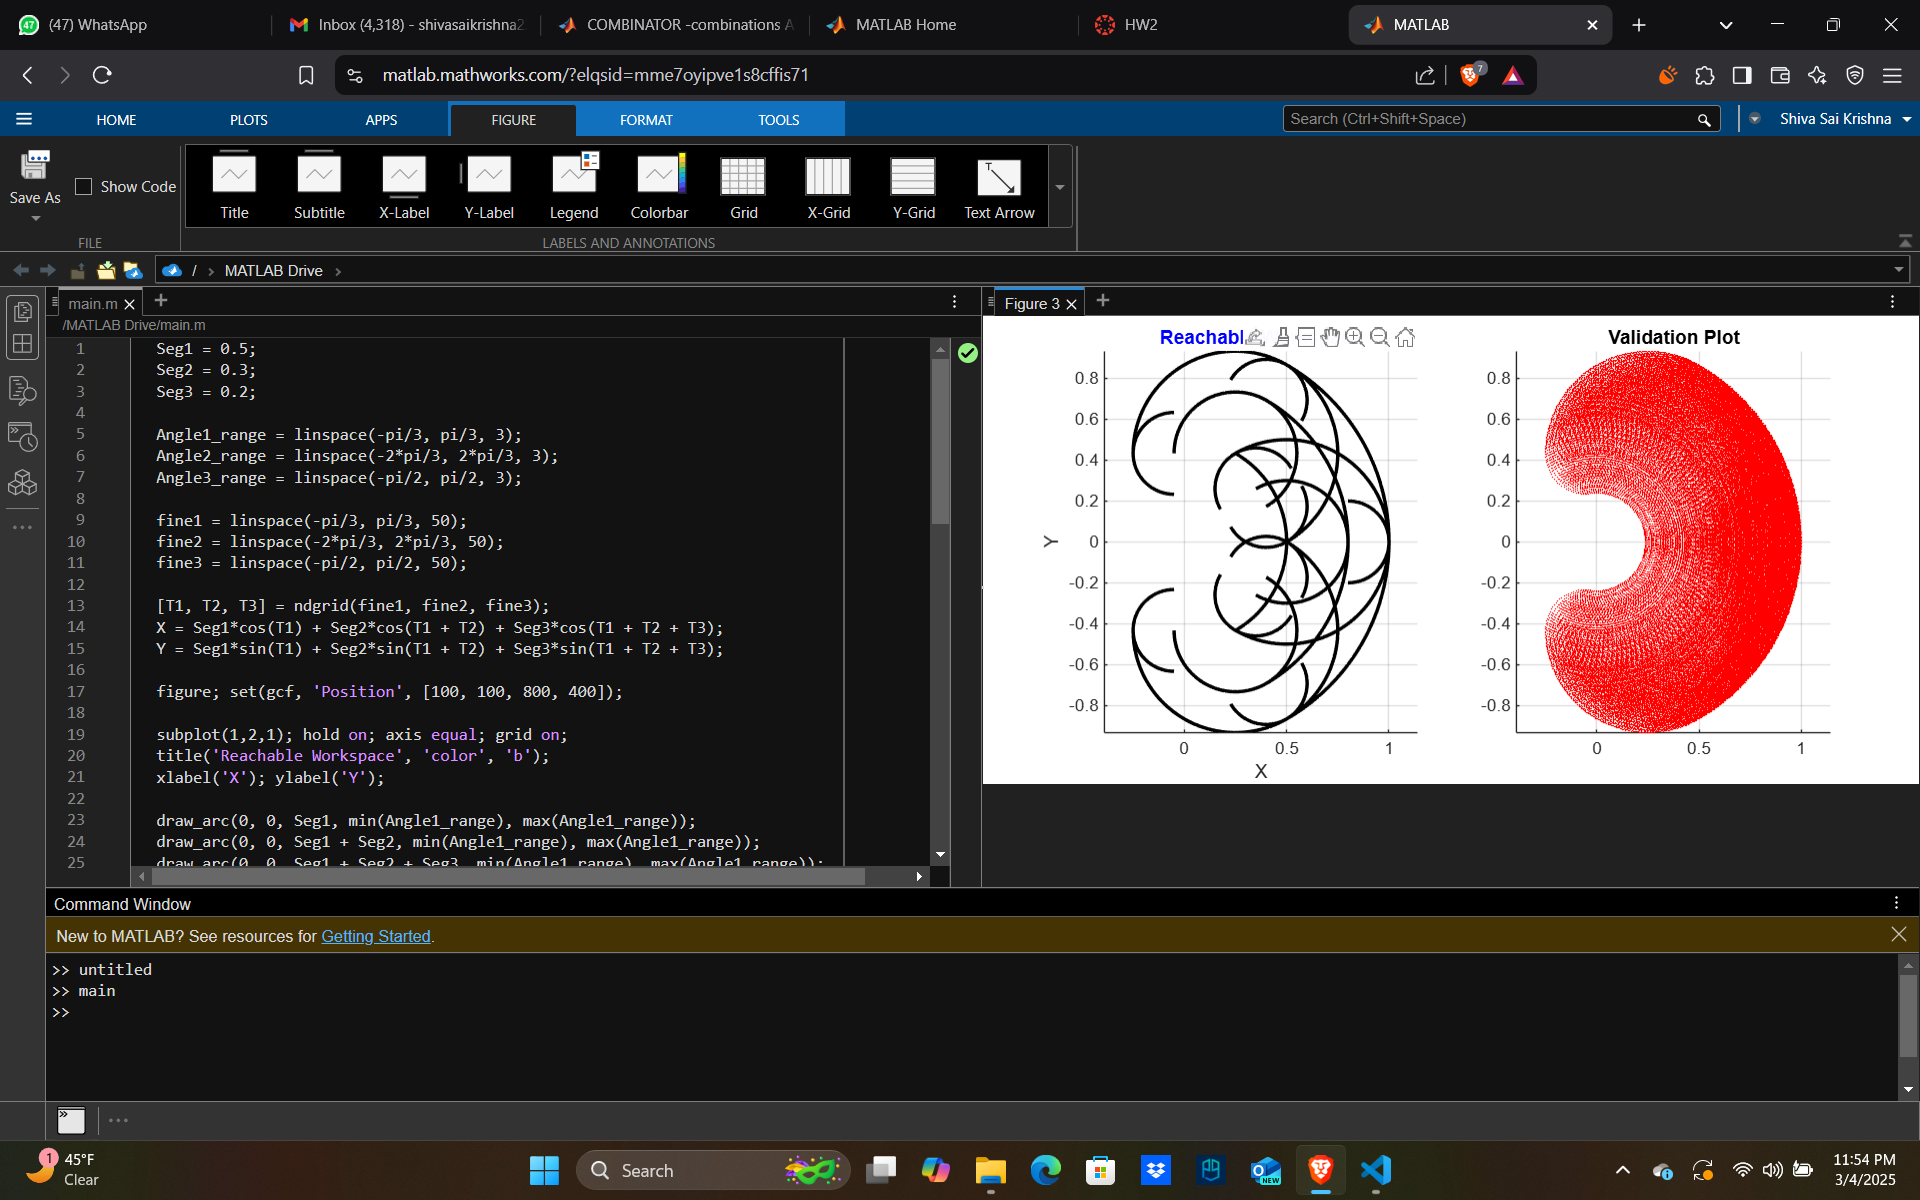 (47) WhatsApp
Inbox (4,318) - shivasaikrishna2
COMBINATOR -combinations A
MATLAB Home
HW2
MATLAB
matlab.mathworks.com/?elqsid=mme7oyipve1s8cffis71
7
HOME PLOTS APPS FIGURE FORMAT TOOLS
Search (Ctrl+Shift+Space)
Shiva Sai Krishna
Save As
Show Code
Title Subtitle X-Label Y-Label Legend Colorbar Grid X-Grid Y-Grid Text Arrow
FILE
LABELS AND ANNOTATIONS
/ › MATLAB Drive ›
main.m
/MATLAB Drive/main.m
1 Seg1 = 0.5;
2 Seg2 = 0.3;
3 Seg3 = 0.2;
4
5 Angle1_range = linspace(-pi/3, pi/3, 3);
6 Angle2_range = linspace(-2*pi/3, 2*pi/3, 3);
7 Angle3_range = linspace(-pi/2, pi/2, 3);
8
9 fine1 = linspace(-pi/3, pi/3, 50);
10 fine2 = linspace(-2*pi/3, 2*pi/3, 50);
11 fine3 = linspace(-pi/2, pi/2, 50);
12
13 [T1, T2, T3] = ndgrid(fine1, fine2, fine3);
14 X = Seg1*cos(T1) + Seg2*cos(T1 + T2) + Seg3*cos(T1 + T2 + T3);
15 Y = Seg1*sin(T1) + Seg2*sin(T1 + T2) + Seg3*sin(T1 + T2 + T3);
16
17 figure; set(gcf, 'Position', [100, 100, 800, 400]);
18
19 subplot(1,2,1); hold on; axis equal; grid on;
20 title('Reachable Workspace', 'color', 'b');
21 xlabel('X'); ylabel('Y');
22
23 draw_arc(0, 0, Seg1, min(Angle1_range), max(Angle1_range));
24 draw_arc(0, 0, Seg1 + Seg2, min(Angle1_range), max(Angle1_range));
25 draw_arc(0, 0, Seg1 + Seg2 + Seg3, min(Angle1_range), max(Angle1_range));
Figure 3
Reachabl
0.8
0.6
0.4
0.2
0
-0.2
-0.4
-0.6
-0.8
Y
0 0.5 1
X
Validation Plot
0.8
0.6
0.4
0.2
0
-0.2
-0.4
-0.6
-0.8
0 0.5 1
Command Window
New to MATLAB? See resources for Getting Started.
>> untitled
>> main
>>
1
45°F
Clear
Search
NEW
11:54 PM
3/4/2025